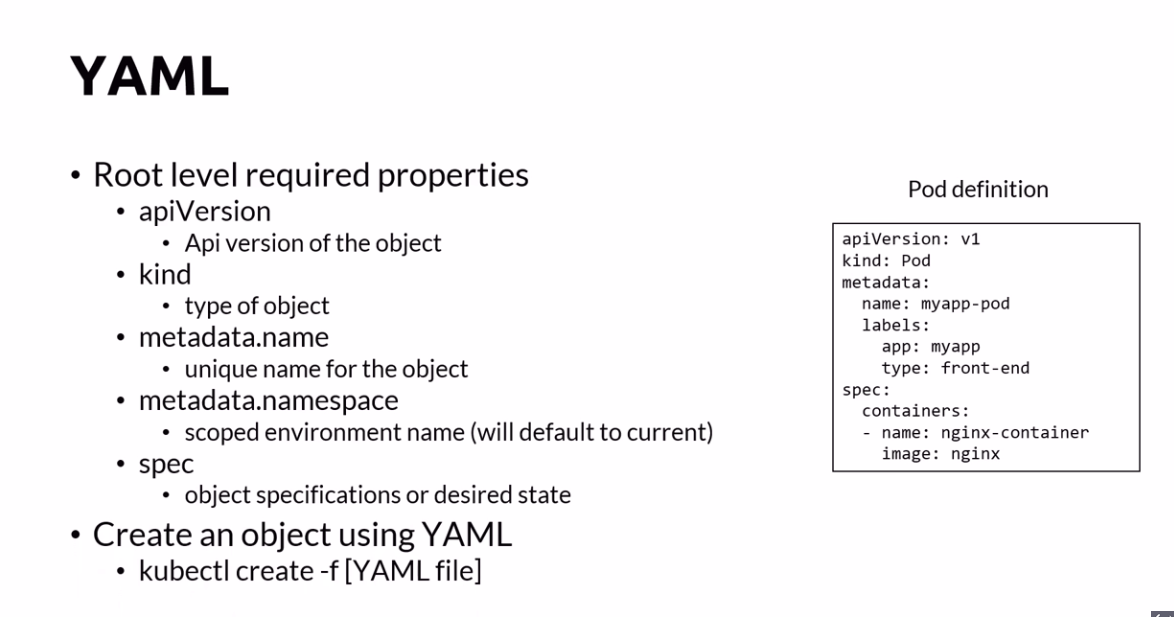 YAML
• Root level required properties
• apiVersion
• Api version of the object
• kind
• type of object
• metadata.name
• unique name for the object
• metadata.namespace
• scoped environment name (will default to current)
• spec
• object specifications or desired state
• Create an object using YAML
• kubectl create -f [YAML file]
Pod definition
apiVersion: v1
kind: Pod
metadata:
  name: myapp-pod
  labels:
    app: myapp
    type: front-end
spec:
  containers:
  - name: nginx-container
    image: nginx